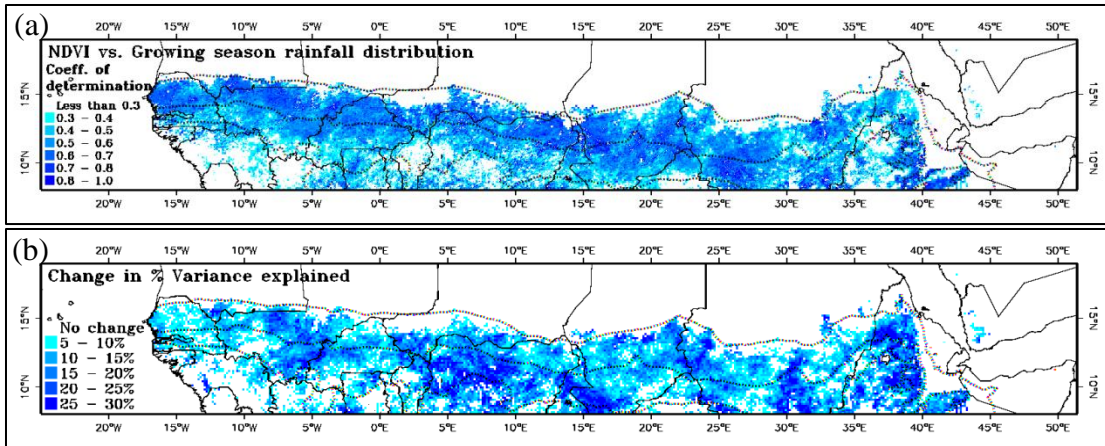 (a)
20°W 15°W 10°W 5°W 0°E 5°E 10°E 15°E 20°E 25°E 30°E 35°E 40°E 45°E 50°E
NDVI vs. Growing season rainfall distribution
Coeff. of
determination
Less than 0.3
0.3 – 0.4
0.4 – 0.5
0.5 – 0.6
0.6 – 0.7
0.7 – 0.8
0.8 – 1.0
15°N
10°N
15°N
10°N
20°W 15°W 10°W 5°W 0°E 5°E 10°E 15°E 20°E 25°E 30°E 35°E 40°E 45°E 50°E
(b)
20°W 15°W 10°W 5°W 0°E 5°E 10°E 15°E 20°E 25°E 30°E 35°E 40°E 45°E 50°E
Change in % Variance explained
No change
5 – 10%
10 – 15%
15 – 20%
20 – 25%
25 – 30%
15°N
10°N
15°N
10°N
20°W 15°W 10°W 5°W 0°E 5°E 10°E 15°E 20°E 25°E 30°E 35°E 40°E 45°E 50°E